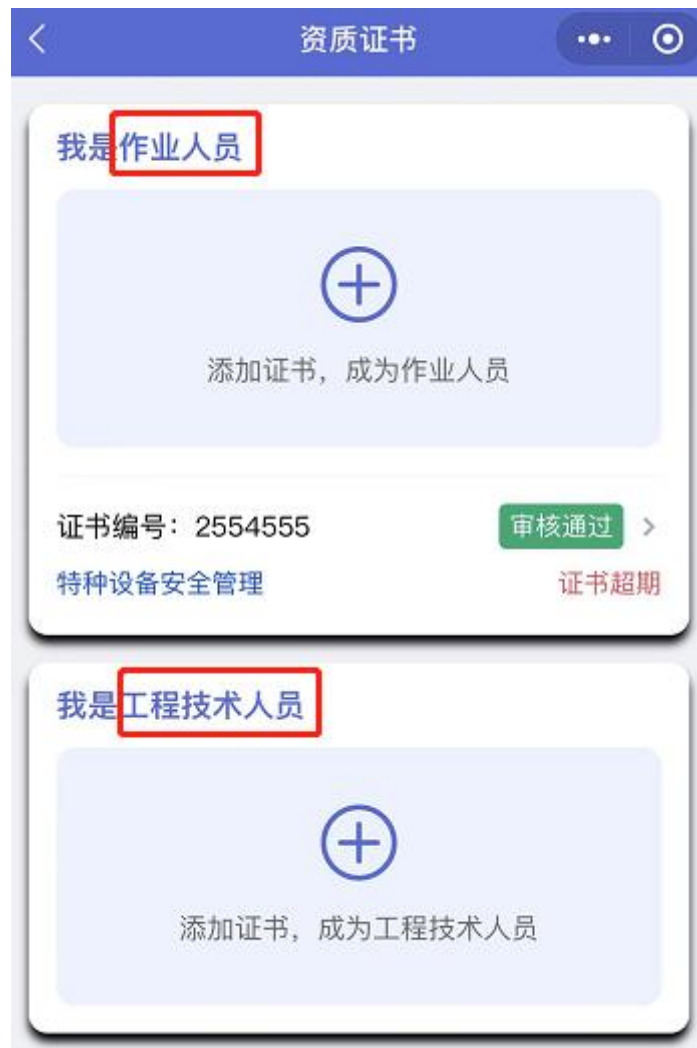 资质证书
我是作业人员
添加证书，成为作业人员
证书编号：2554555 审核通过
特种设备安全管理 证书超期
我是工程技术人员
添加证书，成为工程技术人员